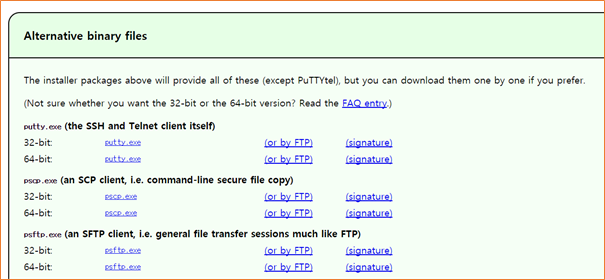 Alternative binary files
The installer packages above will provide all of these (except PuTTYtel), but you can download them one by one if you prefer.
(Not sure whether you want the 32-bit or the 64-bit version? Read the FAQ entry.)
putty.exe (the SSH and Telnet client itself)
32-bit: putty.exe (or by FTP) (signature)
64-bit: putty.exe (or by FTP) (signature)
pscp.exe (an SCP client, i.e. command-line secure file copy)
32-bit: pscp.exe (or by FTP) (signature)
64-bit: pscp.exe (or by FTP) (signature)
psftp.exe (an SFTP client, i.e. general file transfer sessions much like FTP)
32-bit: psftp.exe (or by FTP) (signature)
64-bit: psftp.exe (or by FTP) (signature)